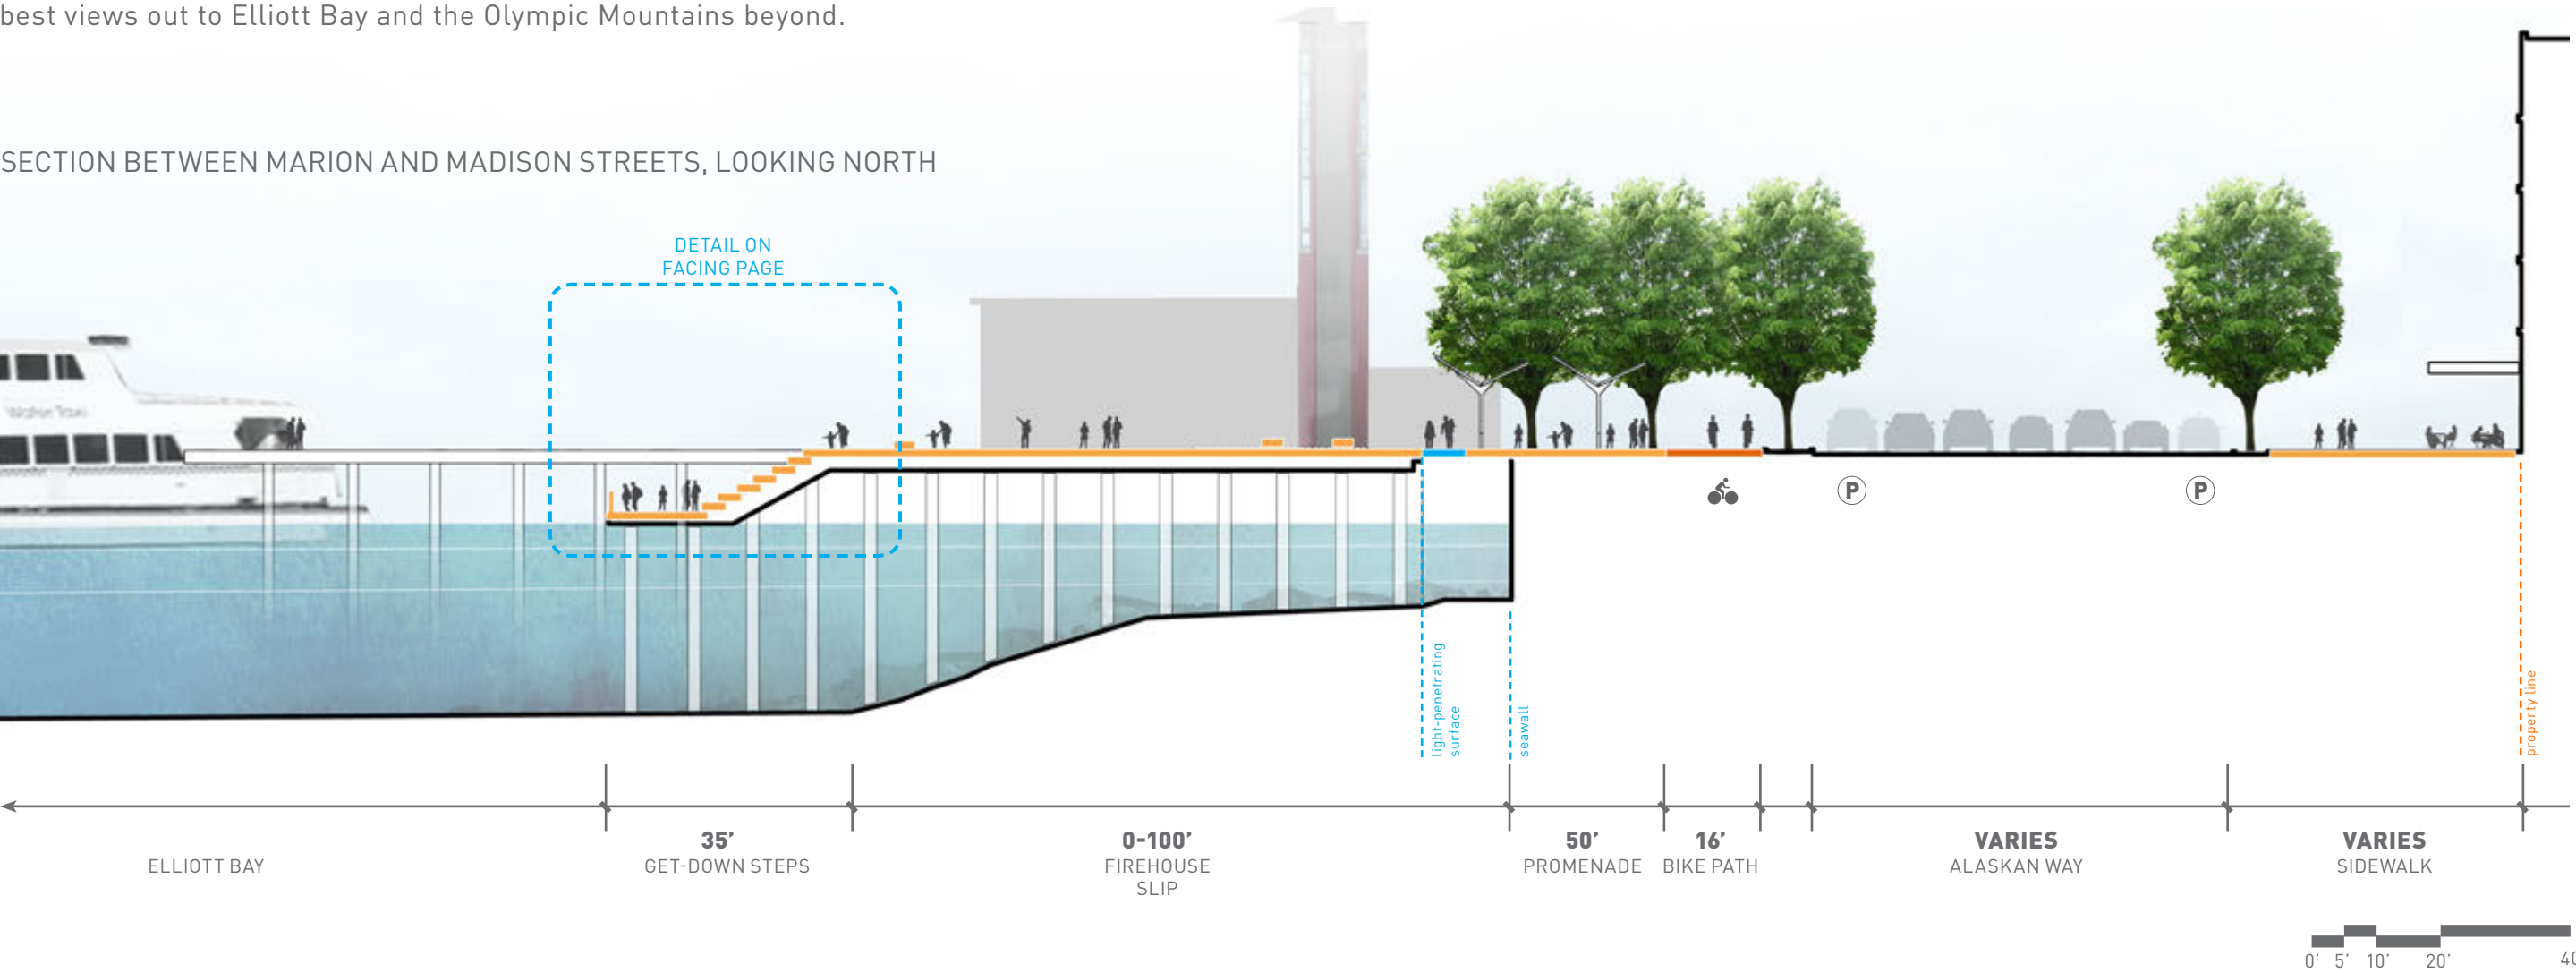 best views out to Elliott Bay and the Olympic Mountains beyond.
SECTION BETWEEN MARION AND MADISON STREETS, LOOKING NORTH
DETAIL ON
FACING PAGE
P
P
light-penetrating
surface
seawall
property line
35’
GET-DOWN STEPS
0-100’
FIREHOUSE
SLIP
50’
PROMENADE
16’
BIKE PATH
VARIES
ALASKAN WAY
VARIES
SIDEWALK
ELLIOTT BAY
0’ 5’ 10’ 20’